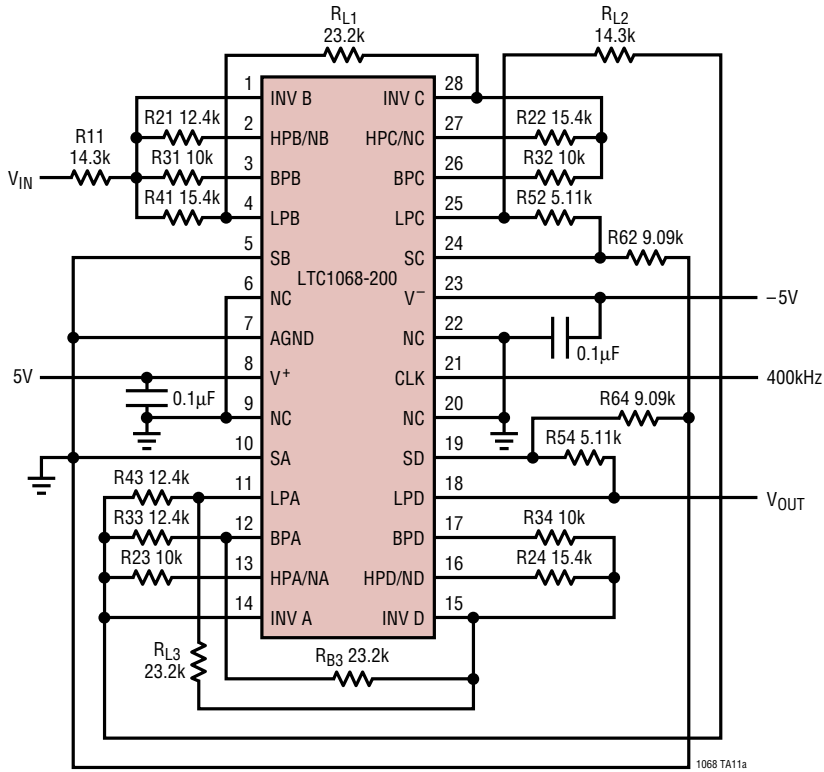 RL1
23.2k
RL2
14.3k
1
INV B
INV C
28
R21 12.4k
2
HPB/NB
HPC/NC
27
R22 15.4k
R11
14.3k
VIN
R31 10k
3
BPB
BPC
26
R32 10k
R41 15.4k
4
LPB
LPC
25
R52 5.11k
5
SB
SC
24
R62 9.09k
LTC1068-200
6
NC
V−
23
−5V
7
AGND
NC
22
0.1µF
5V
8
V+
CLK
21
400kHz
0.1µF
9
NC
NC
20
R64 9.09k
10
SA
SD
19
R54 5.11k
R43 12.4k
11
LPA
LPD
18
VOUT
R33 12.4k
12
BPA
BPD
17
R34 10k
R23 10k
13
HPA/NA
HPD/ND
16
R24 15.4k
14
INV A
INV D
15
RL3
23.2k
RB3 23.2k
1068 TA11a